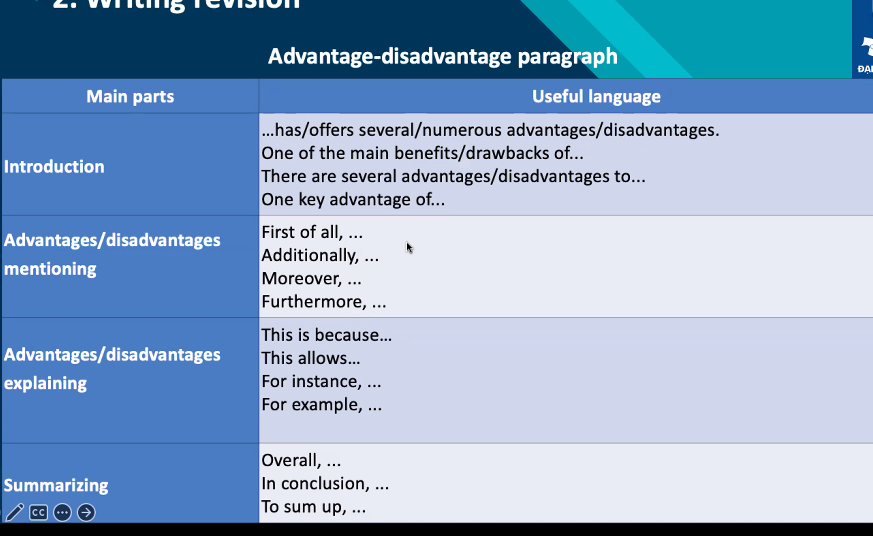 2. Writing revision
Advantage-disadvantage paragraph
Main parts
Useful language
Introduction
...has/offers several/numerous advantages/disadvantages.
One of the main benefits/drawbacks of...
There are several advantages/disadvantages to...
One key advantage of...
Advantages/disadvantages
mentioning
First of all, ...
Additionally, ...
Moreover, ...
Furthermore, ...
Advantages/disadvantages
explaining
This is because...
This allows...
For instance, ...
For example, ...
Summarizing
Overall, ...
In conclusion, ...
To sum up, ...
CC